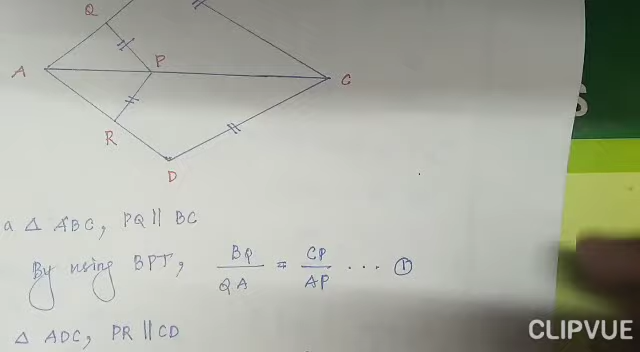 Q
A P C
R
D
a △ ABC, PQ || BC
By using BPT, BQ/QA = CP/AP ... ①
△ ADC, PR || CD
S
CLIPVUE